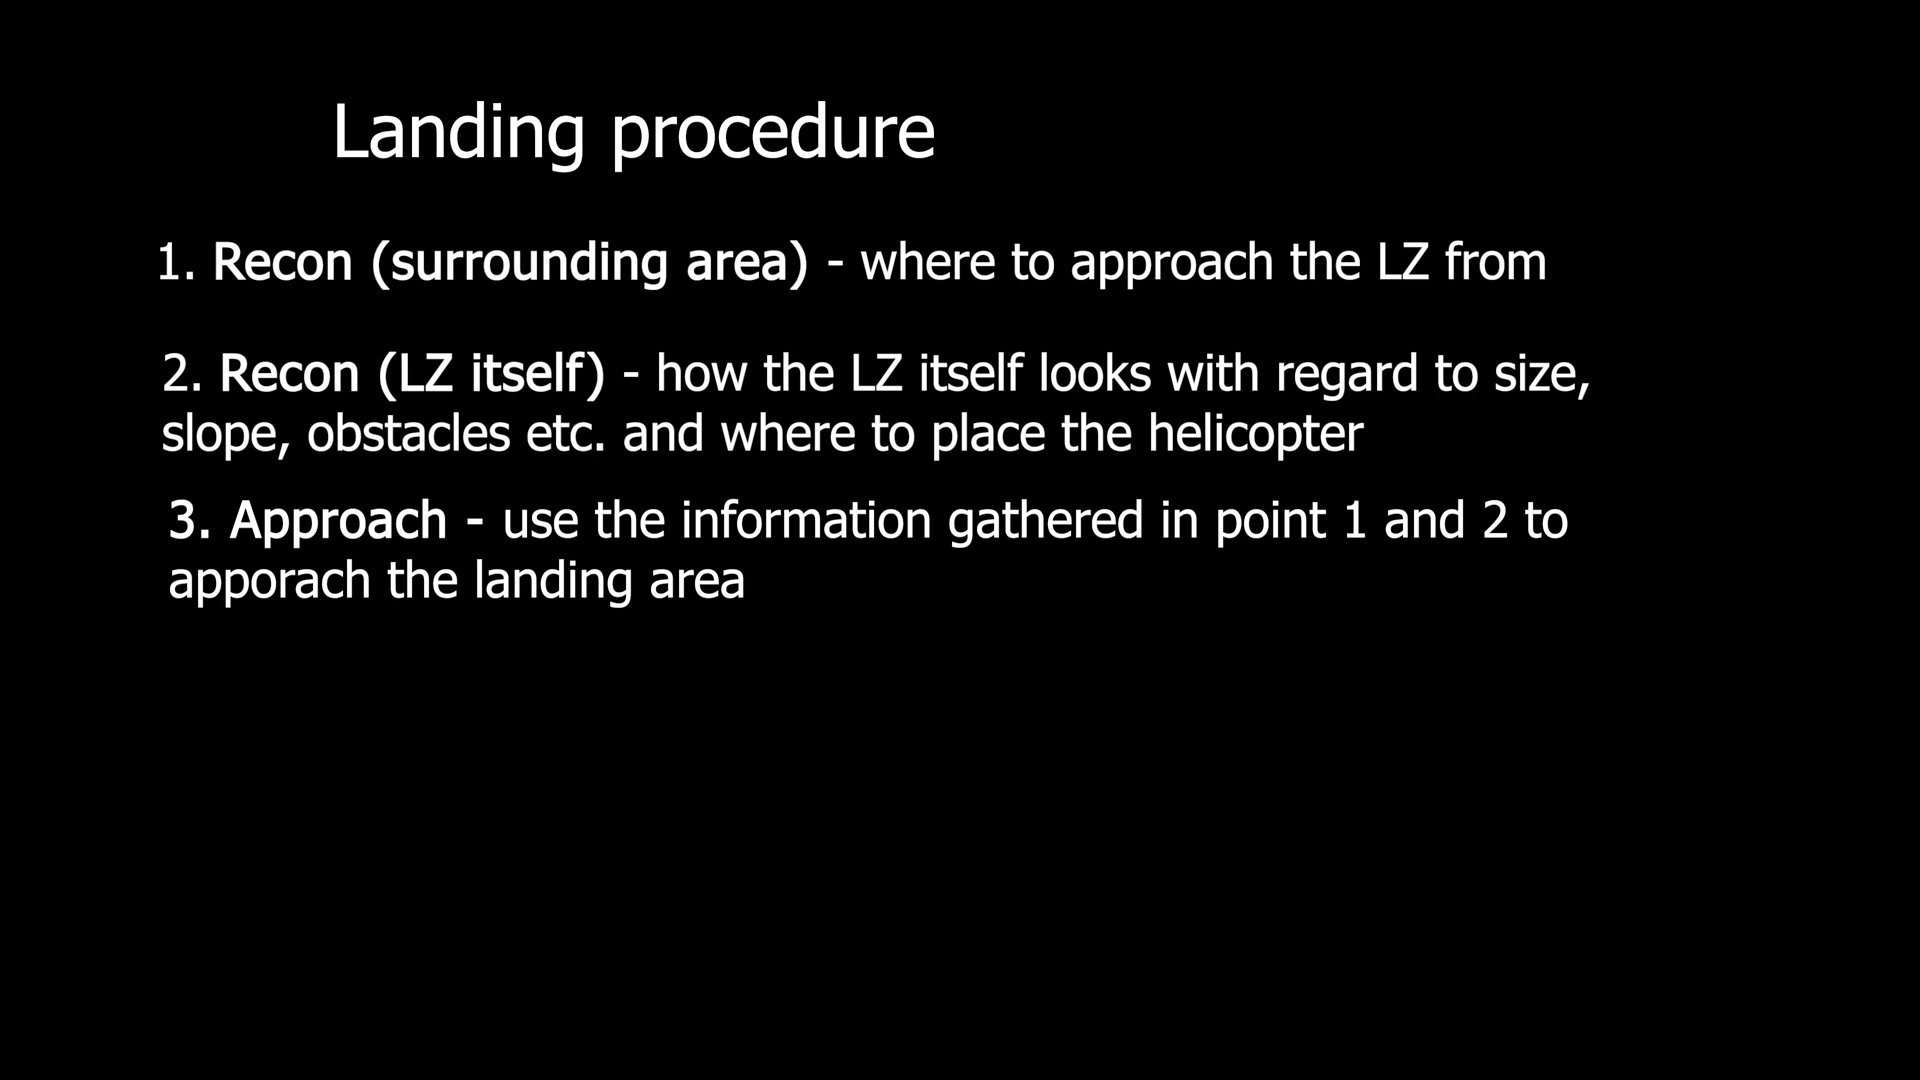 Landing procedure
1. Recon (surrounding area) - where to approach the LZ from
2. Recon (LZ itself) - how the LZ itself looks with regard to size,
slope, obstacles etc. and where to place the helicopter
3. Approach - use the information gathered in point 1 and 2 to
apporach the landing area